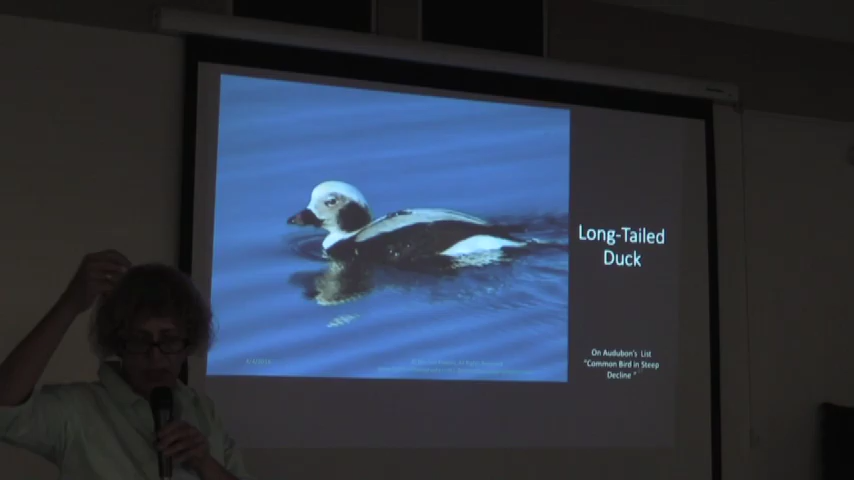 Long-Tailed
Duck
On Audubon's List
"Common Bird in Steep
Decline "